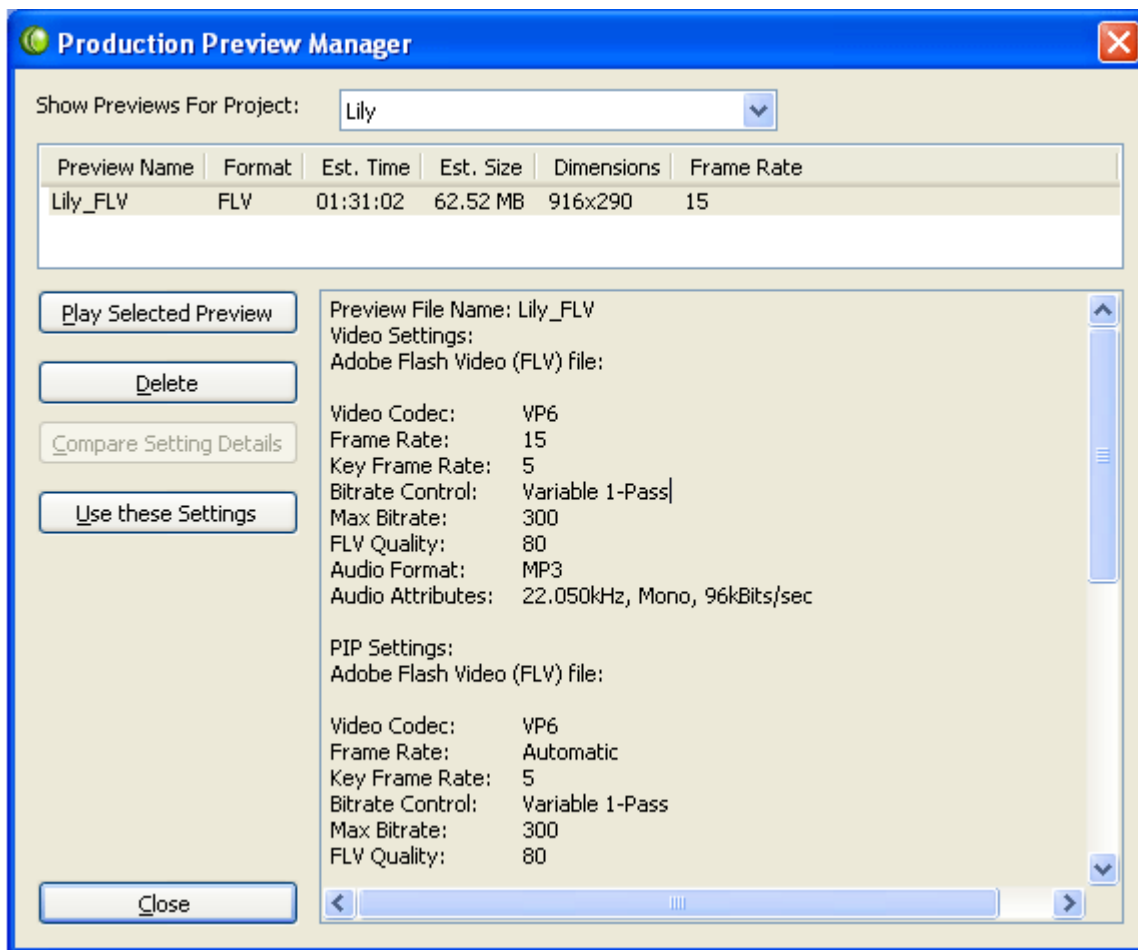 Production Preview Manager
Show Previews For Project: Lily
Preview Name Format Est. Time Est. Size Dimensions Frame Rate
Lily_FLV FLV 01:31:02 62.52 MB 916x290 15
Play Selected Preview
Delete
Compare Setting Details
Use these Settings
Close
Preview File Name: Lily_FLV
Video Settings:
Adobe Flash Video (FLV) file:
Video Codec: VP6
Frame Rate: 15
Key Frame Rate: 5
Bitrate Control: Variable 1-Pass
Max Bitrate: 300
FLV Quality: 80
Audio Format: MP3
Audio Attributes: 22.050kHz, Mono, 96kBits/sec
PIP Settings:
Adobe Flash Video (FLV) file:
Video Codec: VP6
Frame Rate: Automatic
Key Frame Rate: 5
Bitrate Control: Variable 1-Pass
Max Bitrate: 300
FLV Quality: 80